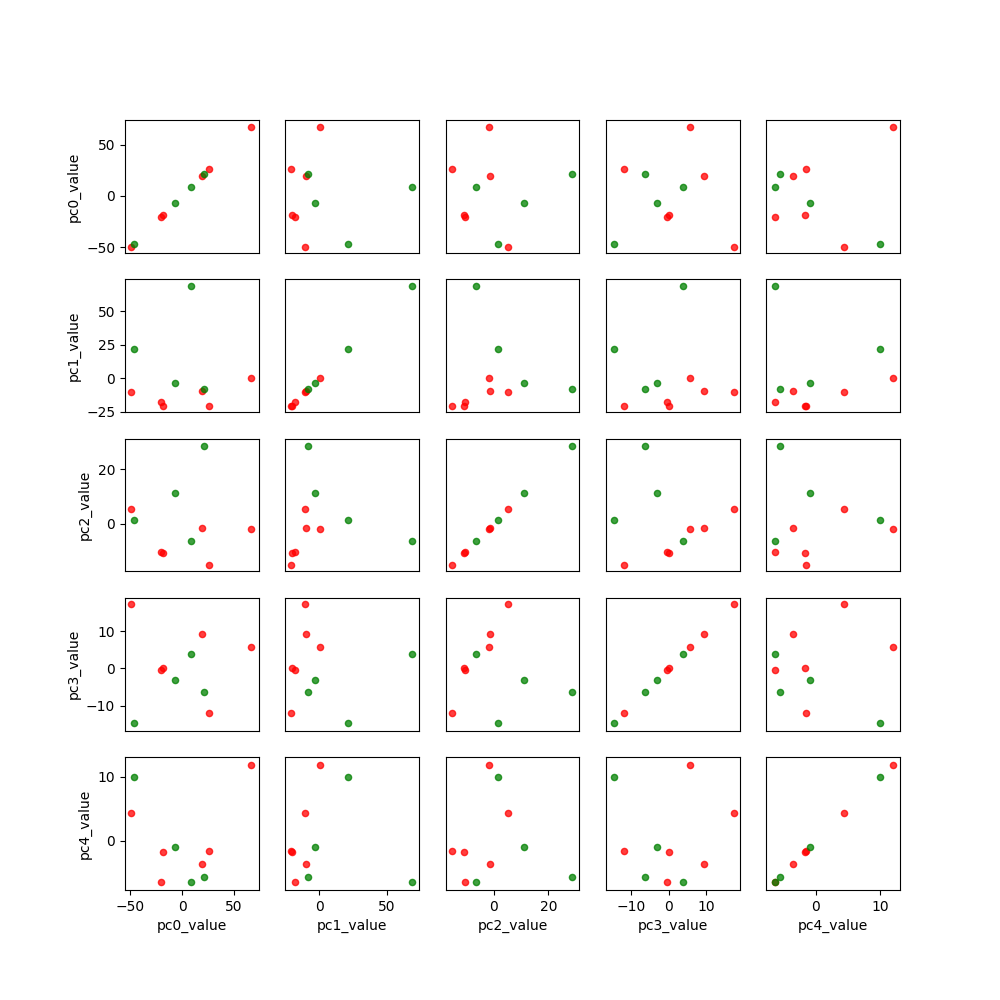 50
0
−50
pc0_value
50
25
0
−25
pc1_value
20
0
pc2_value
10
0
−10
pc3_value
10
0
pc4_value
−50 0 50 0 50 0 20 −10 0 10 0 10
pc0_value pc1_value pc2_value pc3_value pc4_value